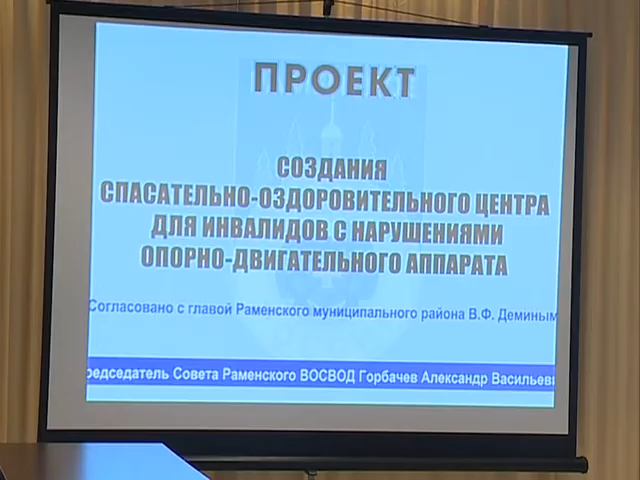 ПРОЕКТ
СОЗДАНИЯ
СПАСАТЕЛЬНО-ОЗДОРОВИТЕЛЬНОГО ЦЕНТРА
ДЛЯ ИНВАЛИДОВ С НАРУШЕНИЯМИ
ОПОРНО-ДВИГАТЕЛЬНОГО АППАРАТА
Согласовано с главой Раменского муниципального района В.Ф. Деминым
редседатель Совета Раменского ВОСВОД Горбачев Александр Васильеви